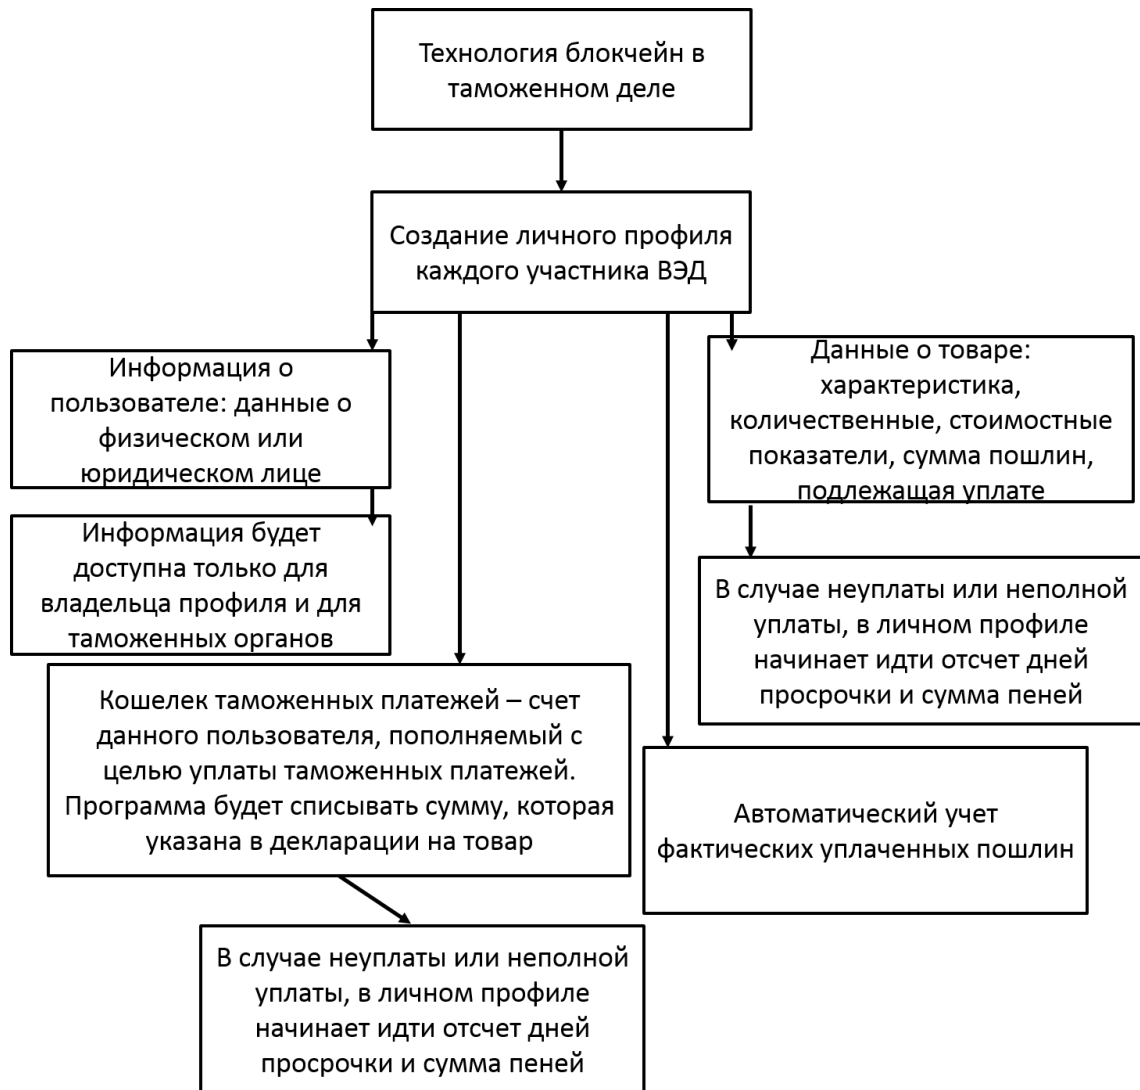 Технология блокчейн в
таможенном деле
Создание личного профиля
каждого участника ВЭД
Информация о
пользователе: данные о
физическом или
юридическом лице
Данные о товаре:
характеристика,
количественные, стоимостные
показатели, сумма пошлин,
подлежащая уплате
Информация будет
доступна только для
владельца профиля и для
таможенных органов
В случае неуплаты или неполной
уплаты, в личном профиле
начинает идти отсчет дней
просрочки и сумма пеней
Кошелек таможенных платежей – счет
данного пользователя, пополняемый с
целью уплаты таможенных платежей.
Программа будет списывать сумму, которая
указана в декларации на товар
Автоматический учет
фактических уплаченных пошлин
В случае неуплаты или неполной
уплаты, в личном профиле
начинает идти отсчет дней
просрочки и сумма пеней